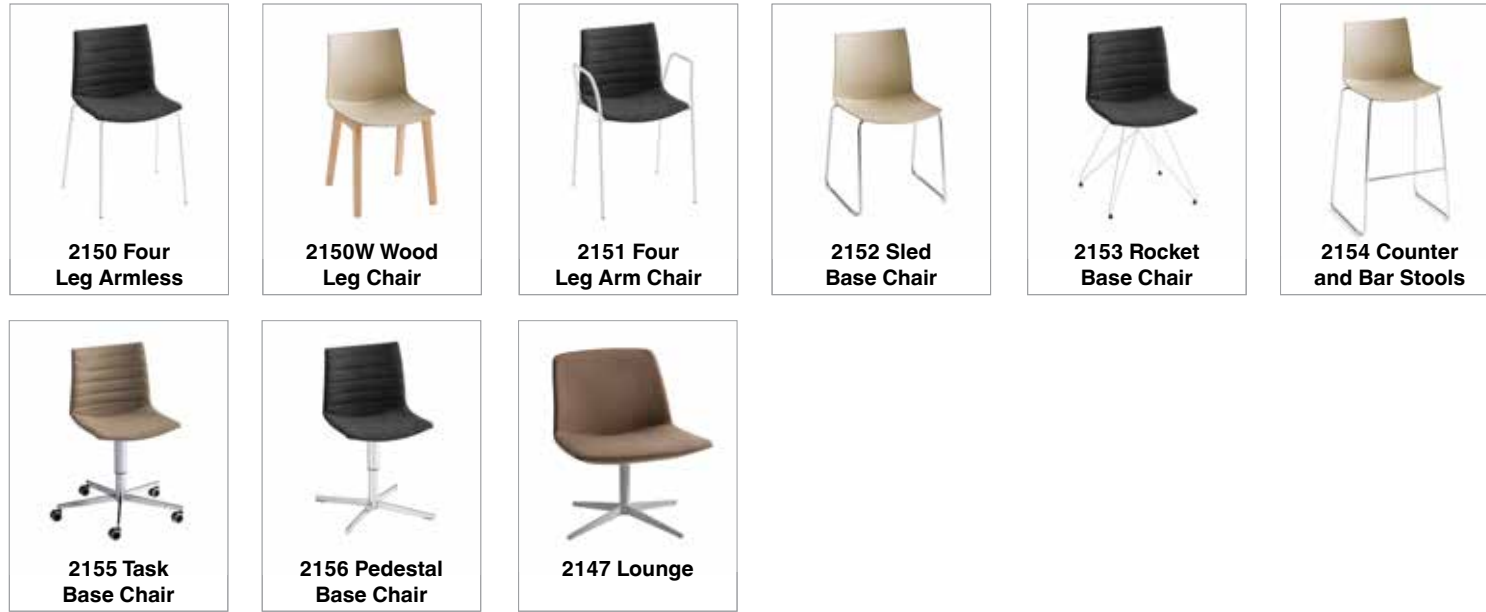 2150 Four
Leg Armless
2150W Wood
Leg Chair
2151 Four
Leg Arm Chair
2152 Sled
Base Chair
2153 Rocket
Base Chair
2154 Counter
and Bar Stools
2155 Task
Base Chair
2156 Pedestal
Base Chair
2147 Lounge